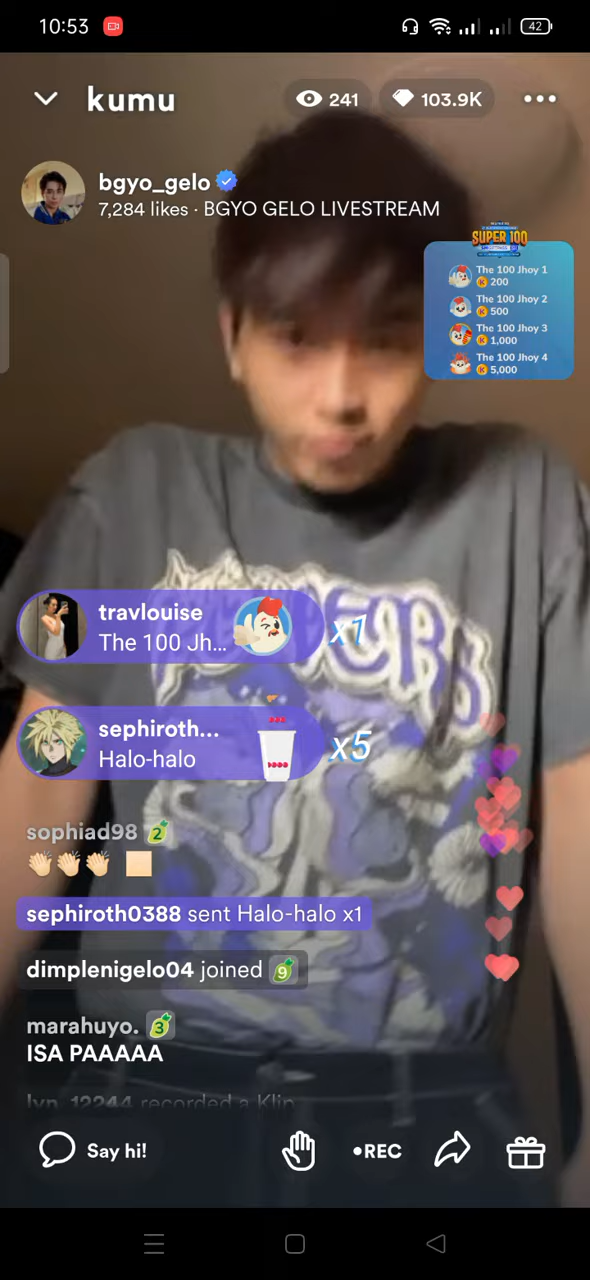 10:53
42
kumu
241
103.9K
bgyo_gelo
7,284 likes · BGYO GELO LIVESTREAM
SUPER 100
The 100 Jhoy 1
200
The 100 Jhoy 2
500
The 100 Jhoy 3
1,000
The 100 Jhoy 4
5,000
travlouise
The 100 Jh...
x1
sephiroth...
Halo-halo
x5
sophiad98 2
👏🏻👏🏻👏🏻 🏻
sephiroth0388 sent Halo-halo x1
dimplenigelo04 joined 9
marahuyo. 3
ISA PAAAAA
lyn_12244 recorded a Klip
Say hi!
•REC